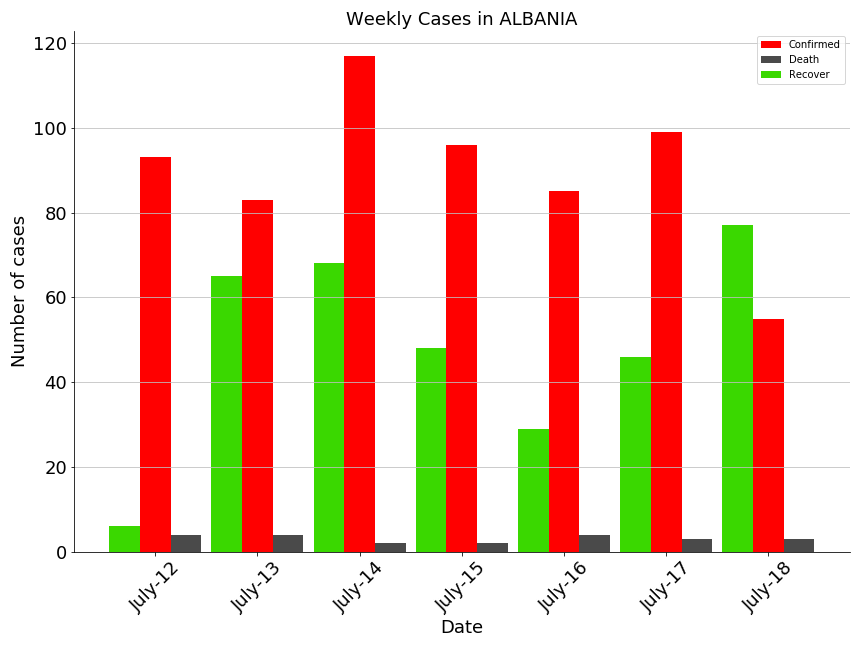 Weekly Cases in ALBANIA
Confirmed
Death
Recover
Number of cases
120
100
80
60
40
20
0
July-12
July-13
July-14
July-15
July-16
July-17
July-18
Date